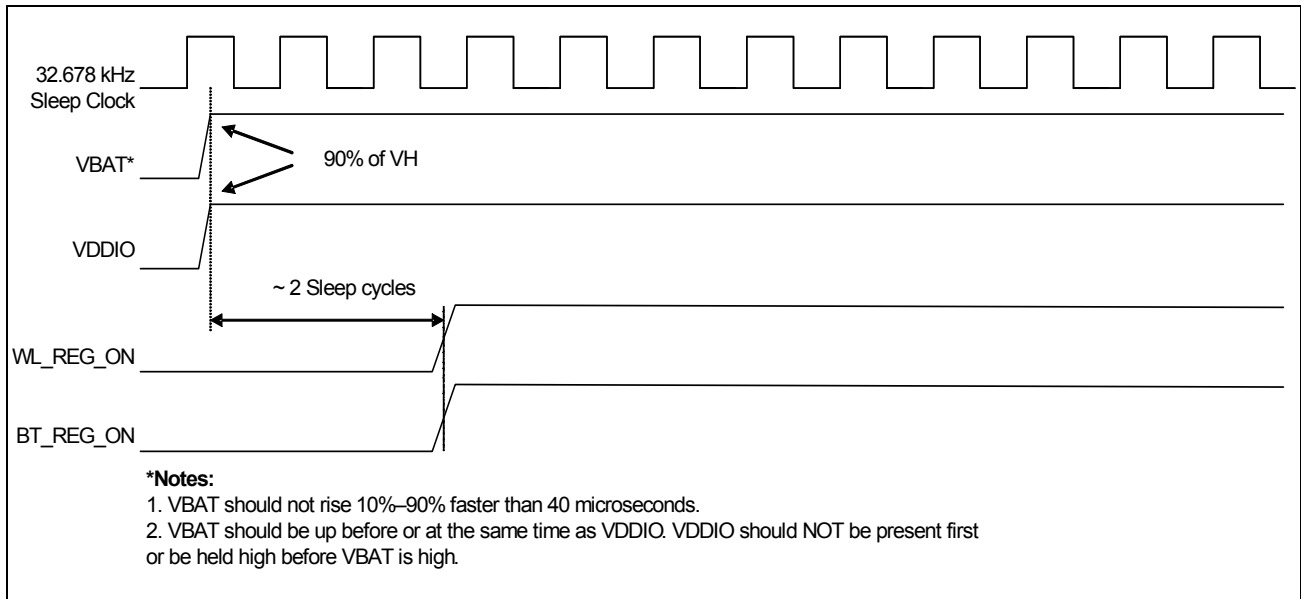 32.678 kHz
Sleep Clock
VBAT*
90% of VH
VDDIO
~ 2 Sleep cycles
WL_REG_ON
BT_REG_ON
*Notes:
1. VBAT should not rise 10%–90% faster than 40 microseconds.
2. VBAT should be up before or at the same time as VDDIO. VDDIO should NOT be present first
or be held high before VBAT is high.